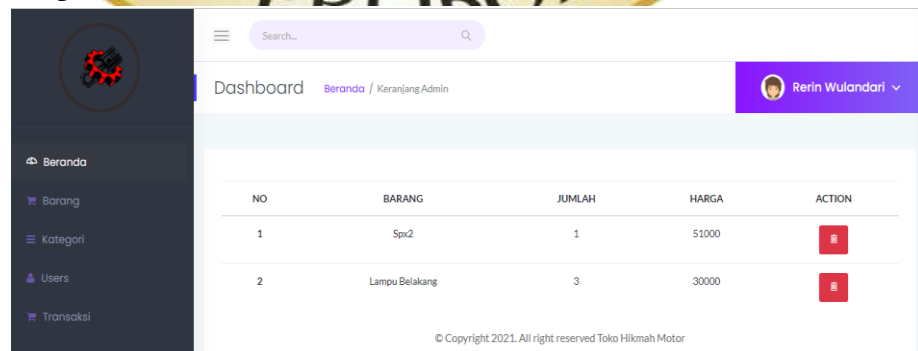 Search...
Dashboard Beranda / Keranjang Admin Rerin Wulandari
Beranda
Barang
Kategori
Users
Transaksi
NO BARANG JUMLAH HARGA ACTION
1 Spx2 1 51000
2 Lampu Belakang 3 30000
© Copyright 2021. All right reserved Toko Hikmah Motor